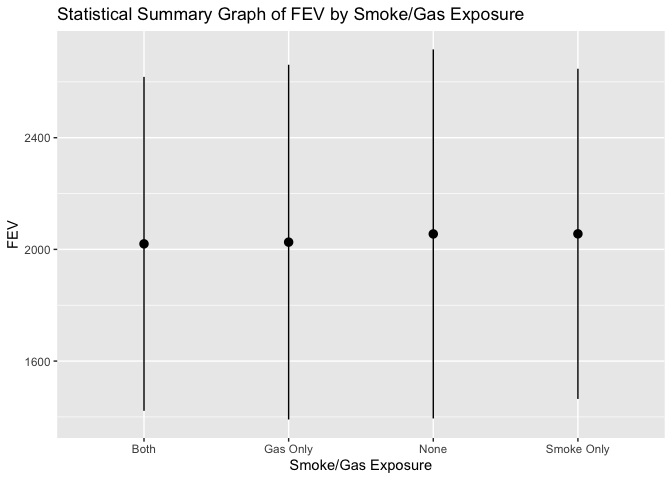 Statistical Summary Graph of FEV by Smoke/Gas Exposure
FEV
2400
2000
1600
Both Gas Only None Smoke Only
Smoke/Gas Exposure